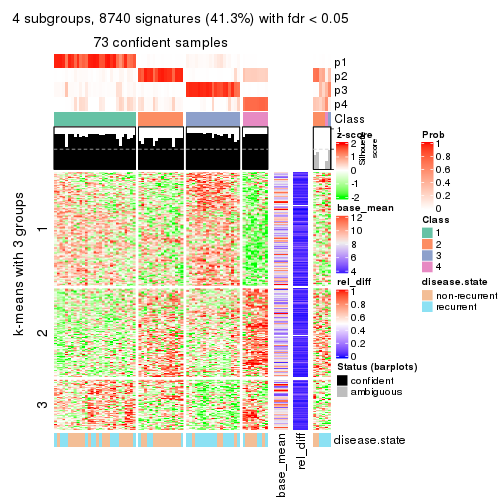 4 subgroups, 8740 signatures (41.3%) with fdr < 0.05
73 confident samples
p1
p2
p3
p4
Class
1
Silhouette
score
k-means with 3 groups
1
2
3
base_mean
rel_diff
disease.state
z-score
2
1
0
-1
-2
base_mean
12
10
8
6
4
rel_diff
1
0.8
0.6
0.4
0.2
0
Status (barplots)
confident
ambiguous
Prob
1
0.8
0.6
0.4
0.2
0
Class
1
2
3
4
disease.state
non-recurrent
recurrent